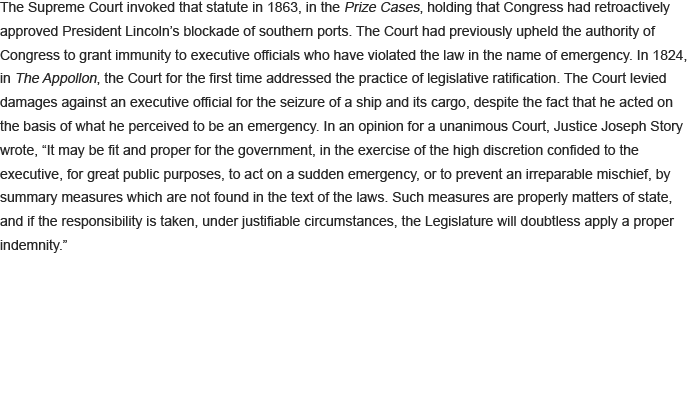 The Supreme Court invoked that statute in 1863, in the Prize Cases, holding that Congress had retroactively
approved President Lincoln’s blockade of southern ports. The Court had previously upheld the authority of
Congress to grant immunity to executive officials who have violated the law in the name of emergency. In 1824,
in The Appollon, the Court for the first time addressed the practice of legislative ratification. The Court levied
damages against an executive official for the seizure of a ship and its cargo, despite the fact that he acted on
the basis of what he perceived to be an emergency. In an opinion for a unanimous Court, Justice Joseph Story
wrote, “It may be fit and proper for the government, in the exercise of the high discretion confided to the
executive, for great public purposes, to act on a sudden emergency, or to prevent an irreparable mischief, by
summary measures which are not found in the text of the laws. Such measures are properly matters of state,
and if the responsibility is taken, under justifiable circumstances, the Legislature will doubtless apply a proper
indemnity.”